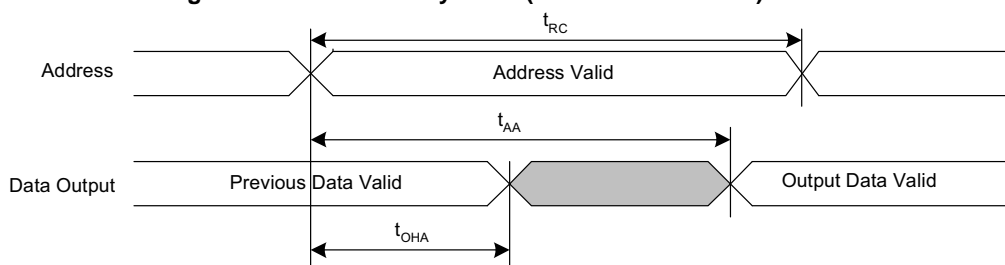 t_RC
Address
Address Valid
t_AA
Data Output
Previous Data Valid
Output Data Valid
t_OHA